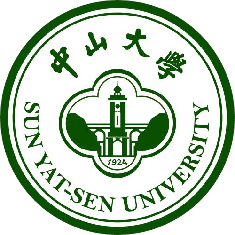 中山大學
1924
SUN YAT-SEN UNIVERSITY